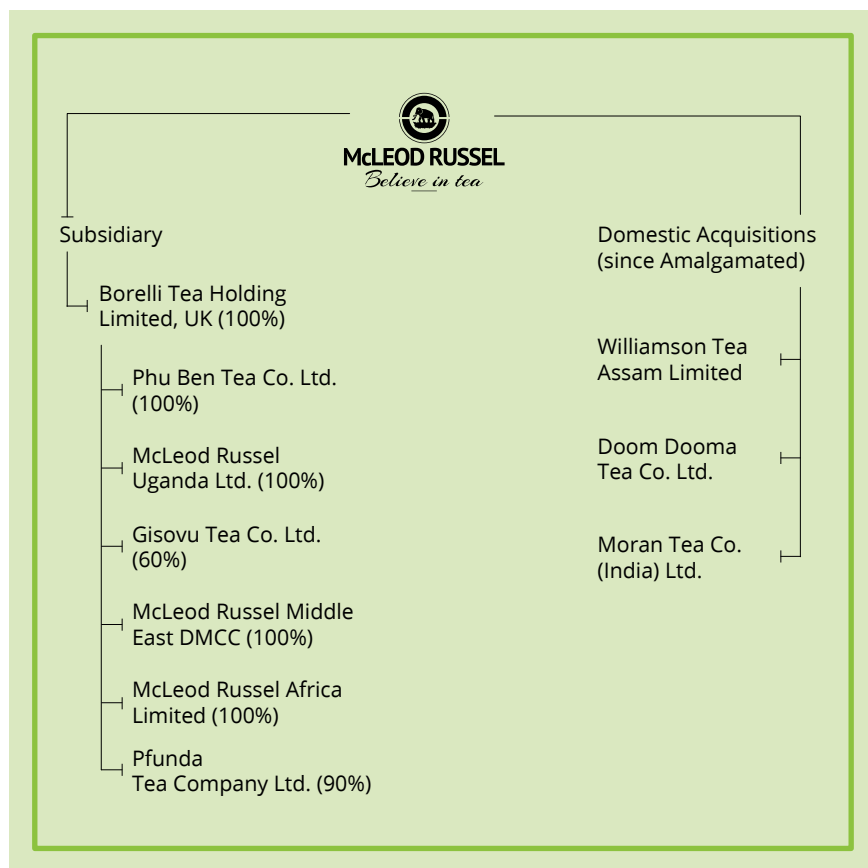 McLEOD RUSSEL
Believe in tea
Subsidiary
Borelli Tea Holding
Limited, UK (100%)
Phu Ben Tea Co. Ltd.
(100%)
McLeod Russel
Uganda Ltd. (100%)
Gisovu Tea Co. Ltd.
(60%)
McLeod Russel Middle
East DMCC (100%)
McLeod Russel Africa
Limited (100%)
Pfunda
Tea Company Ltd. (90%)
Domestic Acquisitions
(since Amalgamated)
Williamson Tea
Assam Limited
Doom Dooma
Tea Co. Ltd.
Moran Tea Co.
(India) Ltd.